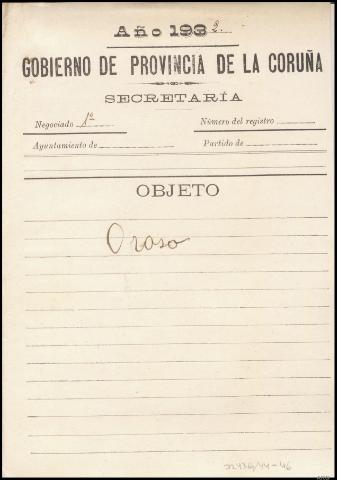 Año 1932.
GOBIERNO DE PROVINCIA DE LA CORUÑA
SECRETARÍA
Negociado 1º Número del registro
Ayuntamiento de Partido de
OBJETO
Oroso